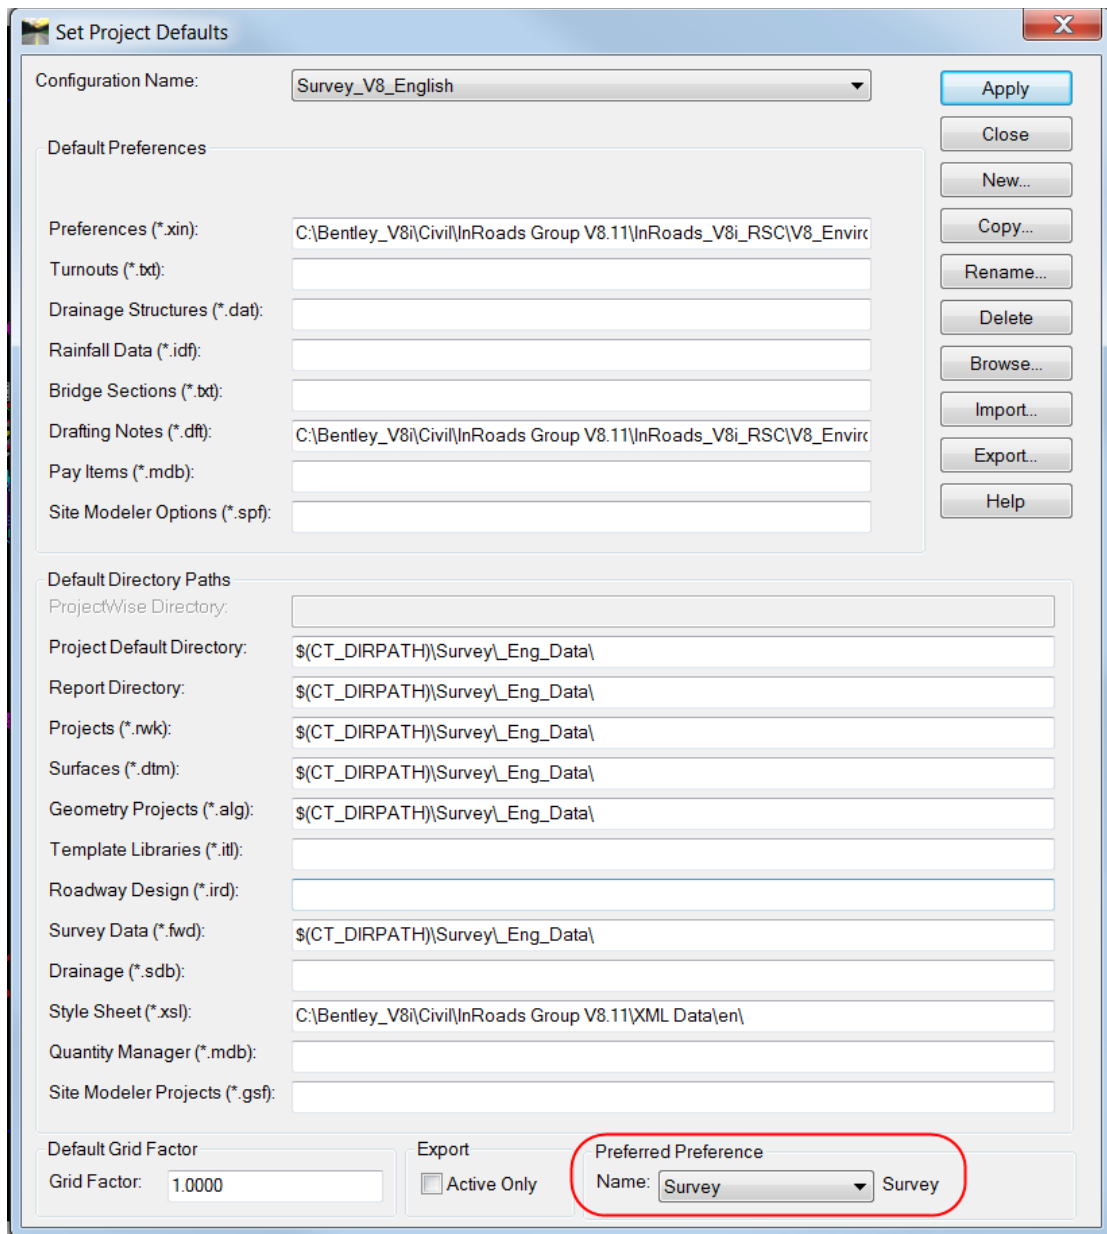 Set Project Defaults
Configuration Name: Survey_V8_English
Apply
Close
New...
Copy...
Rename...
Delete
Browse...
Import...
Export...
Help
Default Preferences
Preferences (*.xin): C:\Bentley_V8i\Civil\InRoads Group V8.11\InRoads_V8i_RSC\V8_Enviro
Turnouts (*.txt):
Drainage Structures (*.dat):
Rainfall Data (*.idf):
Bridge Sections (*.txt):
Drafting Notes (*.dft): C:\Bentley_V8i\Civil\InRoads Group V8.11\InRoads_V8i_RSC\V8_Enviro
Pay Items (*.mdb):
Site Modeler Options (*.spf):
Default Directory Paths
ProjectWise Directory:
Project Default Directory: $(CT_DIRPATH)\Survey\_Eng_Data\
Report Directory: $(CT_DIRPATH)\Survey\_Eng_Data\
Projects (*.rwk): $(CT_DIRPATH)\Survey\_Eng_Data\
Surfaces (*.dtm): $(CT_DIRPATH)\Survey\_Eng_Data\
Geometry Projects (*.alg): $(CT_DIRPATH)\Survey\_Eng_Data\
Template Libraries (*.itl):
Roadway Design (*.ird):
Survey Data (*.fwd): $(CT_DIRPATH)\Survey\_Eng_Data\
Drainage (*.sdb):
Style Sheet (*.xsl): C:\Bentley_V8i\Civil\InRoads Group V8.11\XML Data\en\
Quantity Manager (*.mdb):
Site Modeler Projects (*.gsf):
Default Grid Factor
Grid Factor: 1.0000
Export
Active Only
Preferred Preference
Name: Survey Survey